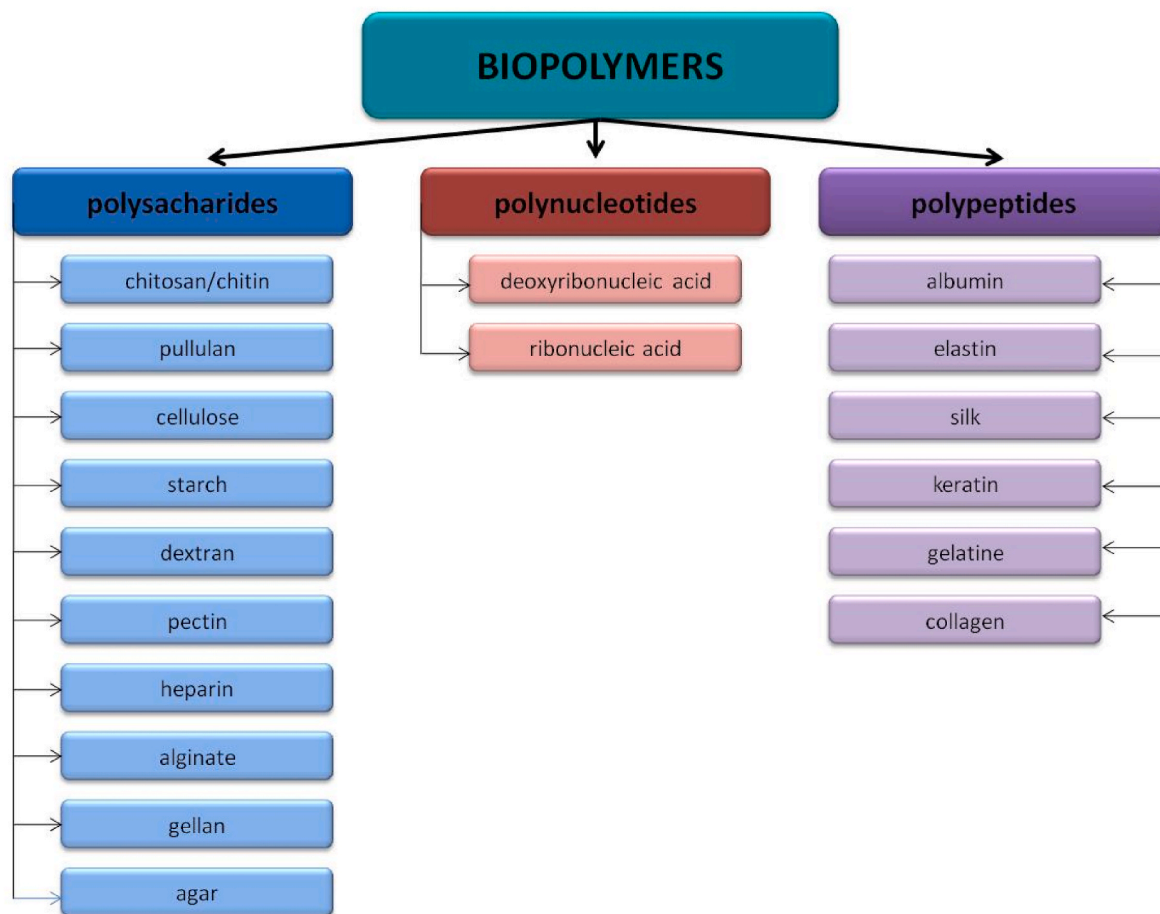 BIOPOLYMERS
polysacharides
chitosan/chitin
pullulan
cellulose
starch
dextran
pectin
heparin
alginate
gellan
agar
polynucleotides
deoxyribonucleic acid
ribonucleic acid
polypeptides
albumin
elastin
silk
keratin
gelatine
collagen